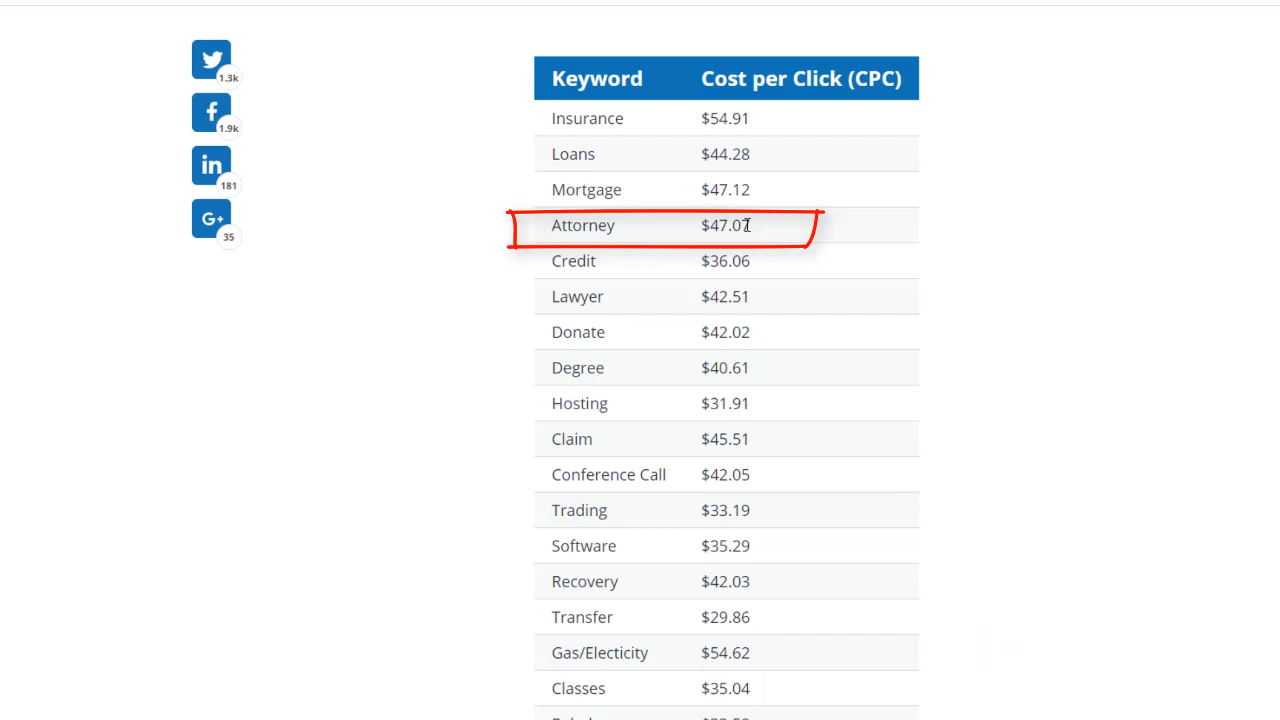 1.3k
1.9k
in
181
G+
35
Keyword Cost per Click (CPC)
Insurance $54.91
Loans $44.28
Mortgage $47.12
Attorney $47.07
Credit $36.06
Lawyer $42.51
Donate $42.02
Degree $40.61
Hosting $31.91
Claim $45.51
Conference Call $42.05
Trading $33.19
Software $35.29
Recovery $42.03
Transfer $29.86
Gas/Electicity $54.62
Classes $35.04